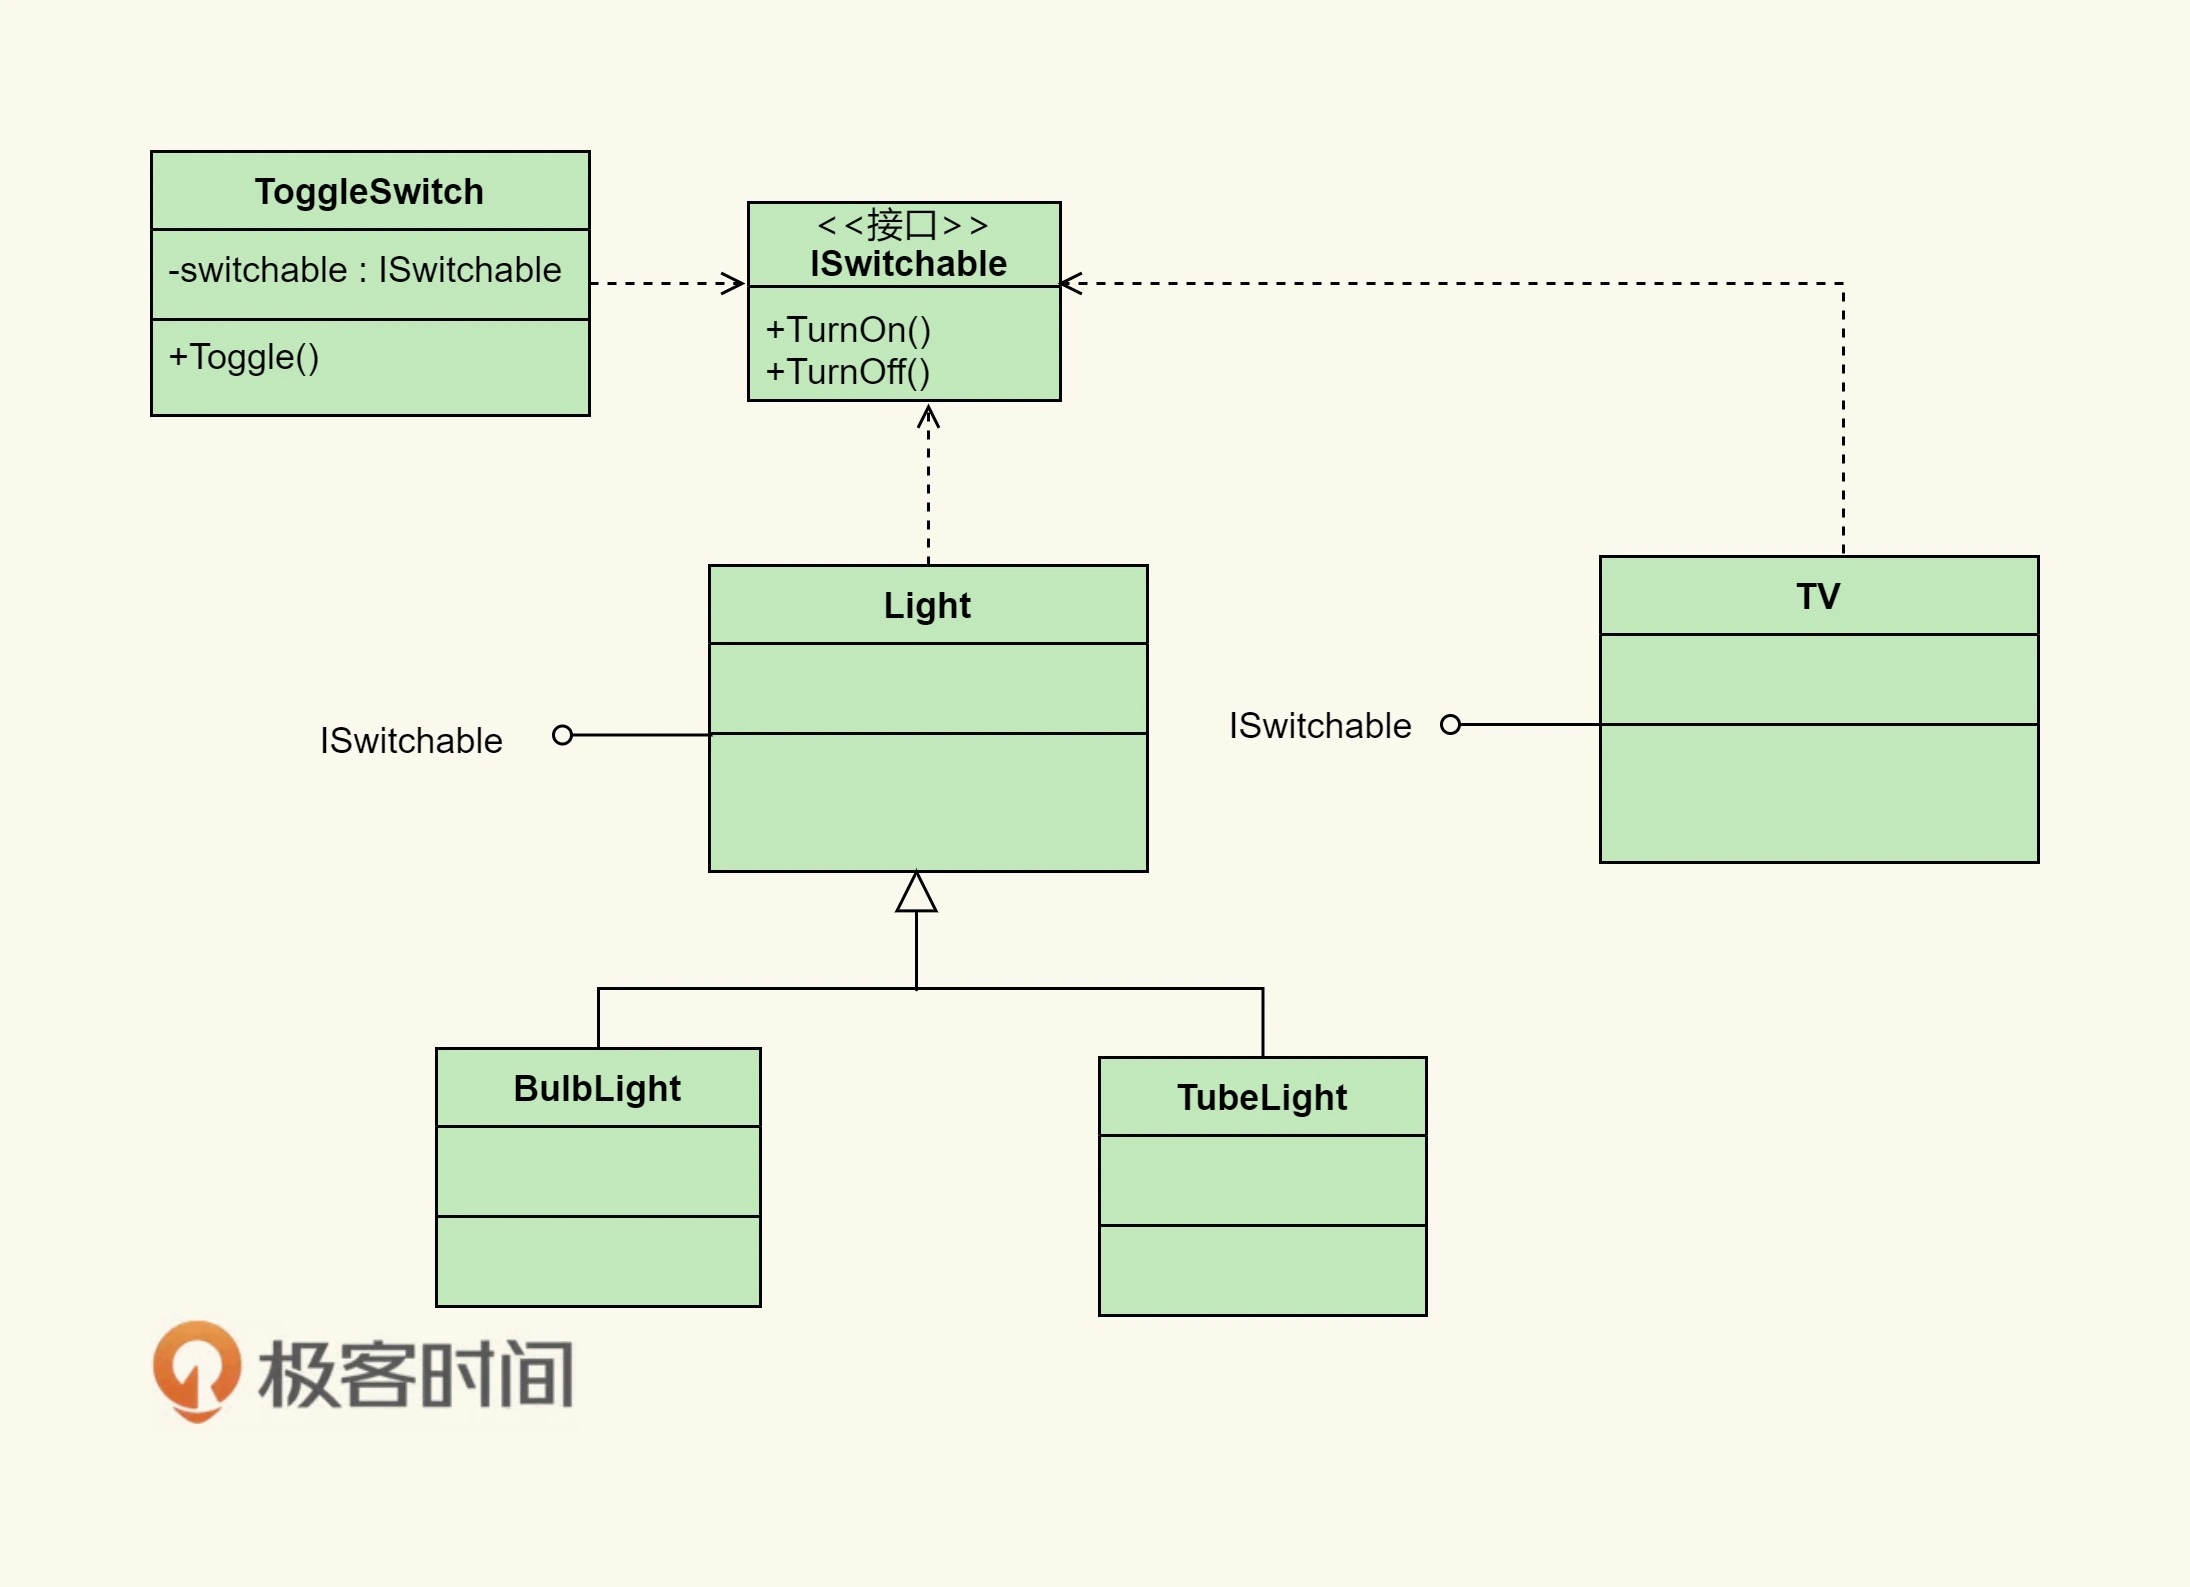 ToggleSwitch
-switchable : ISwitchable
+Toggle()
<<接口>>
ISwitchable
+TurnOn()
+TurnOff()
Light
ISwitchable
TV
ISwitchable
BulbLight
TubeLight
极客时间